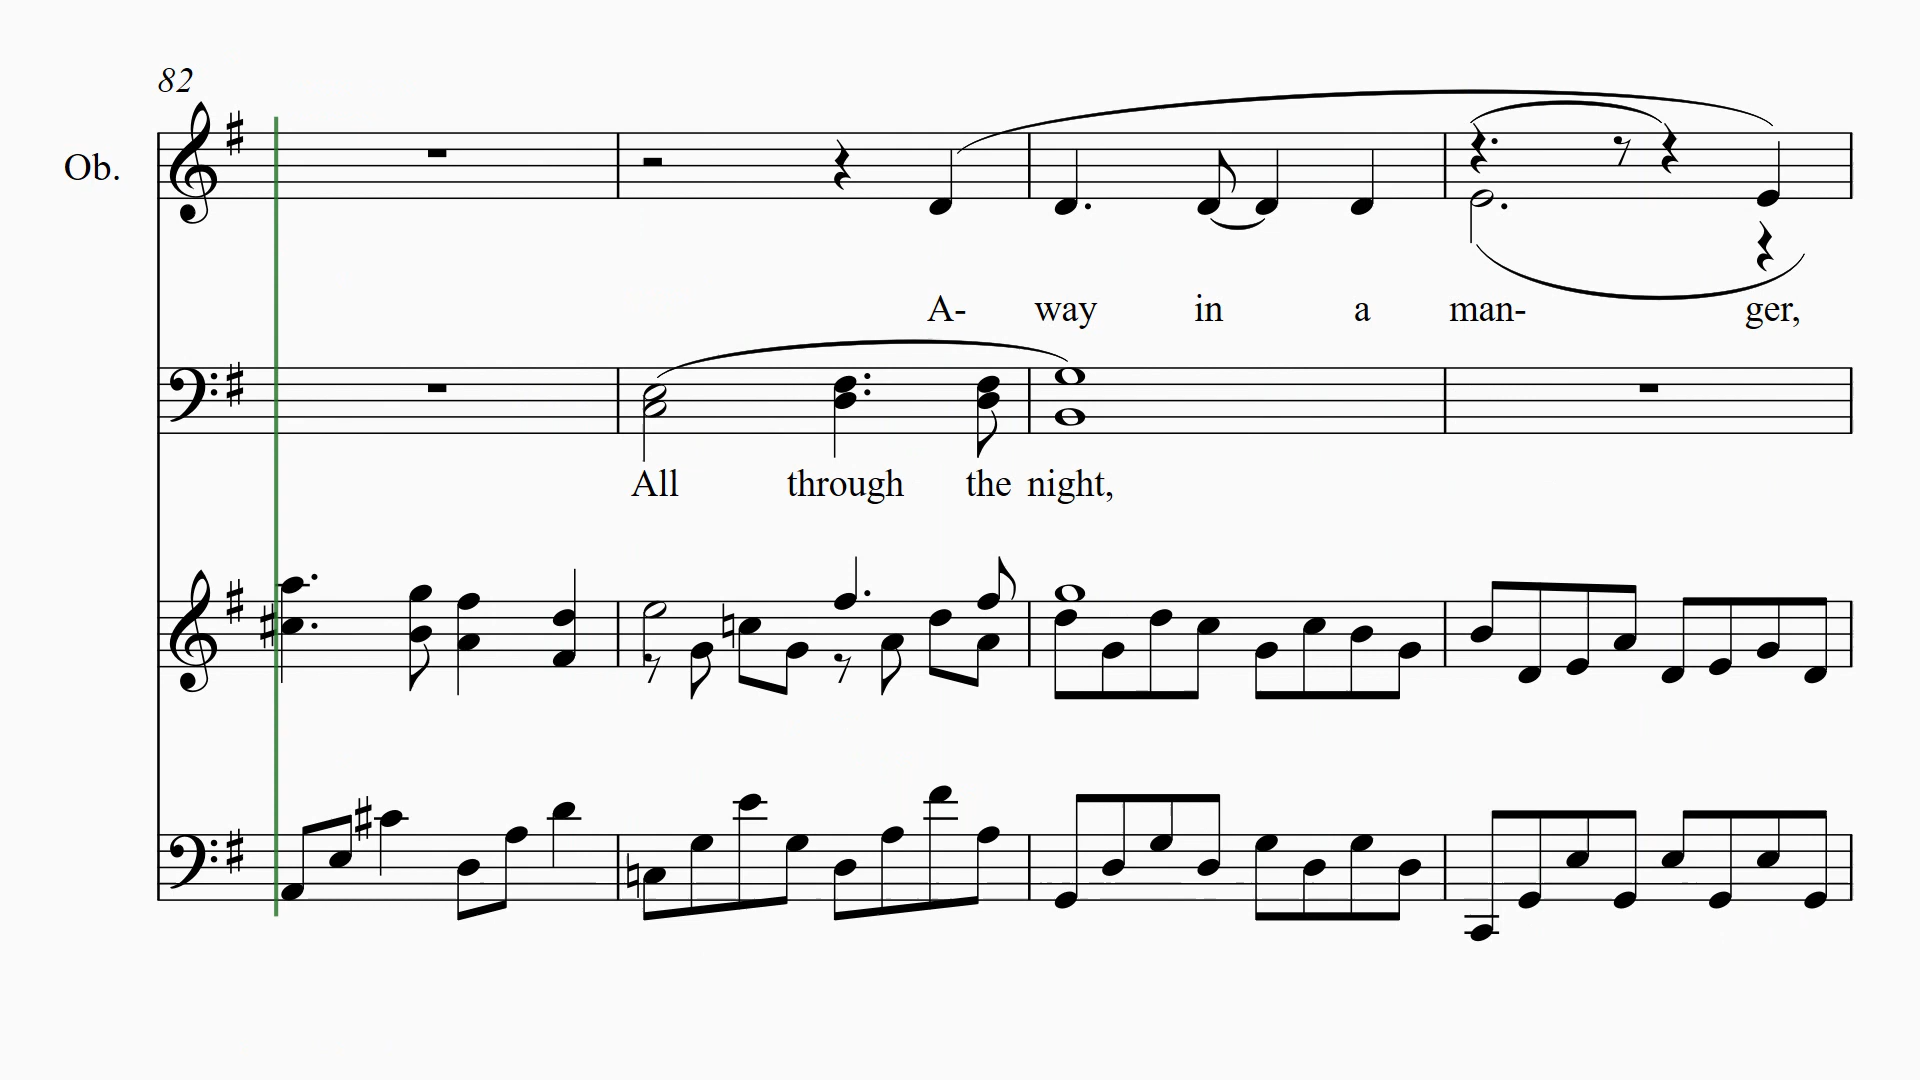 82
Ob.
A- way in a man- ger,
All through the night,